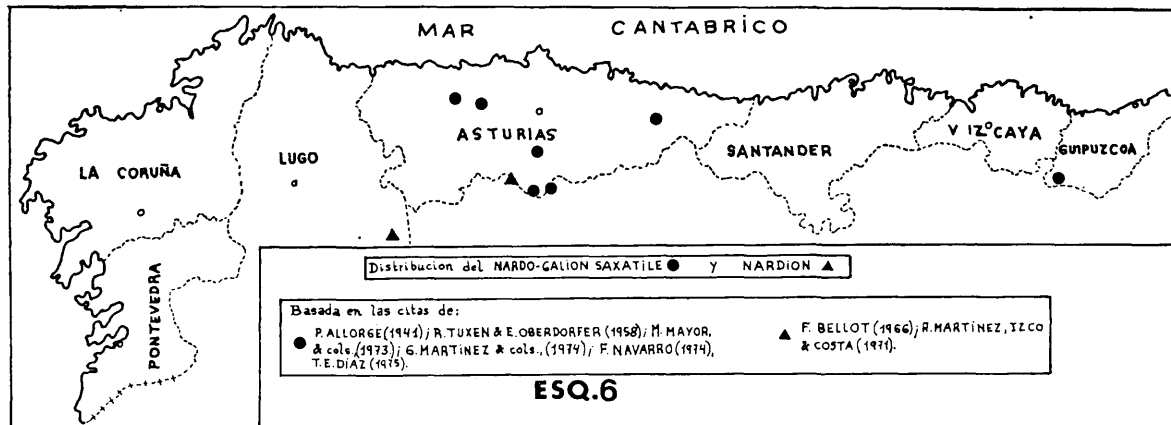 MAR CANTABRICO
ASTURIAS
VIZCAYA
GUIPUZCOA
LA CORUÑA
LUGO
SANTANDER
PONTEVEDRA
Distribucion del NARDO-GALION SAXATILE ● y NARDION ▲
Basada en las citas de:
● P. ALLORGE (1941); R. TUXEN & E. OBERDORFER (1958); M. MAYOR,
& cols. (1973); G. MARTINEZ & cols., (1974); F. NAVARRO (1974),
T. E. DIAZ (1975).
▲ F. BELLOT (1966); R. MARTÍNEZ, IZCO
& COSTA (1971).
ESQ.6